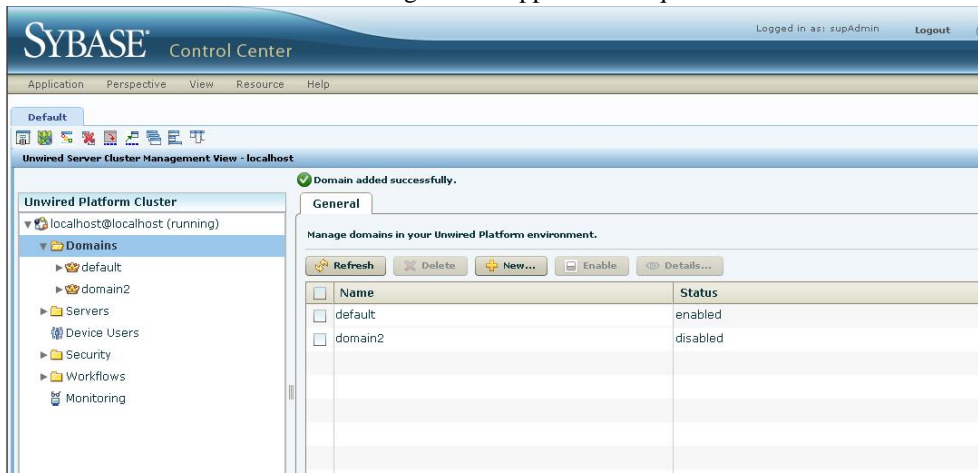 SYBASE Control Center
Logged in as: supAdmin Logout
Application Perspective View Resource Help
Default
Unwired Server Cluster Management View - localhost
Domain added successfully.
Unwired Platform Cluster
General
localhost@localhost (running)
Manage domains in your Unwired Platform environment.
Domains
Refresh Delete New... Enable Details...
default
domain2
Servers
Device Users
Security
Workflows
Monitoring
Name Status
default enabled
domain2 disabled